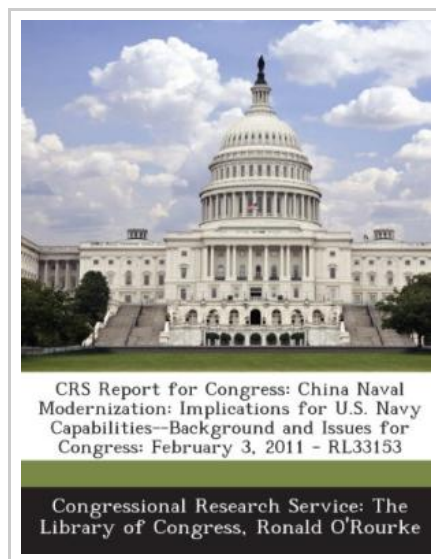 CRS Report for Congress: China Naval
Modernization: Implications for U.S. Navy
Capabilities--Background and Issues for
Congress: February 3, 2011 - RL33153
Congressional Research Service: The
Library of Congress, Ronald O'Rourke